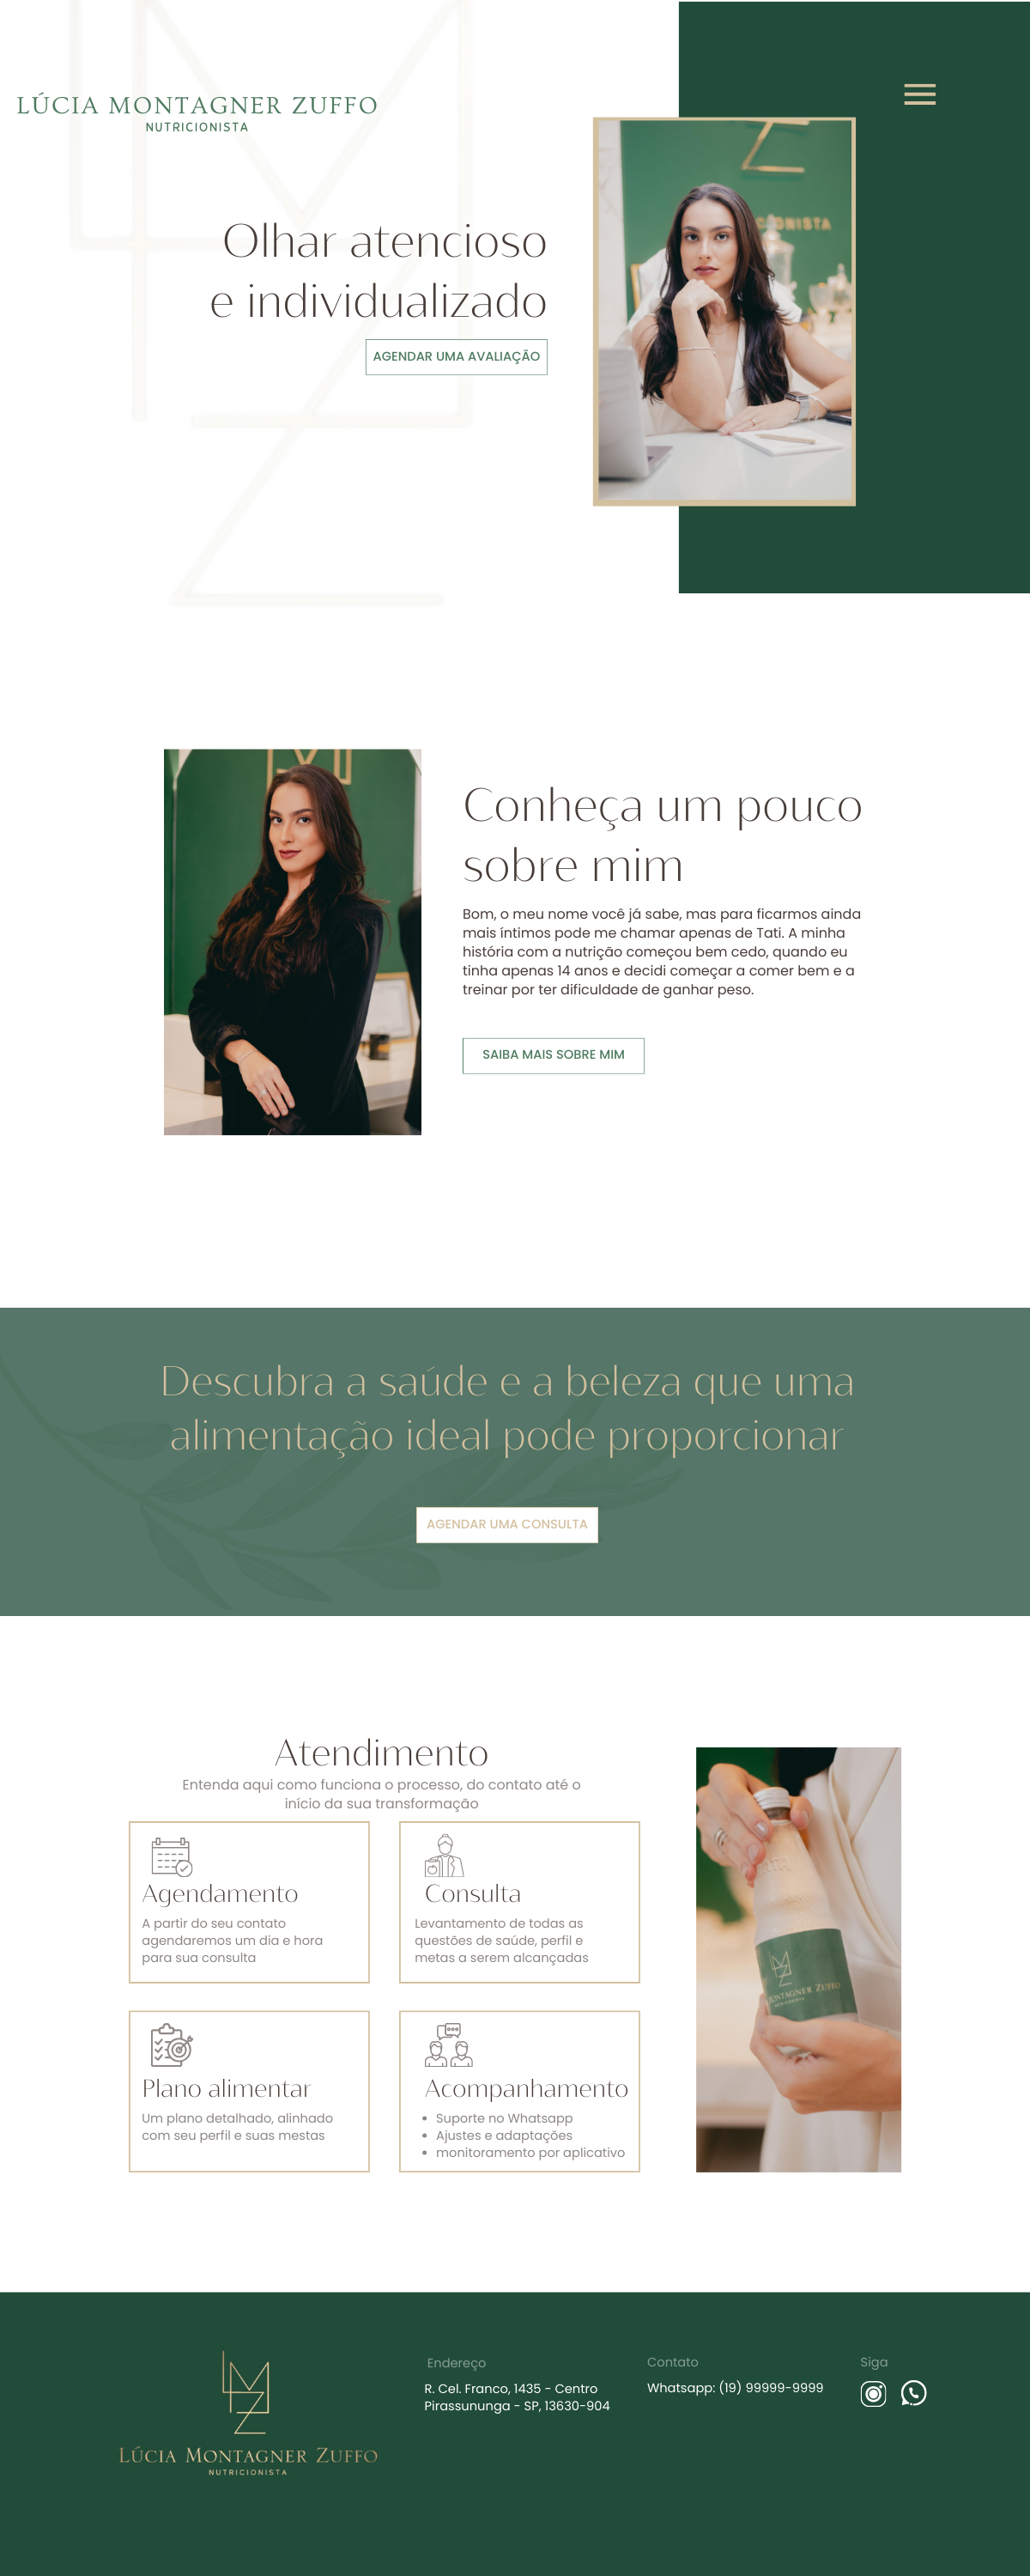 LÚCIA MONTAGNER ZUFFO
NUTRICIONISTA
Olhar atencioso
e individualizado
AGENDAR UMA AVALIAÇÃO
Conheça um pouco
sobre mim
Bom, o meu nome você já sabe, mas para ficarmos ainda
mais íntimos pode me chamar apenas de Tati. A minha
história com a nutrição começou bem cedo, quando eu
tinha apenas 14 anos e decidi começar a comer bem e a
treinar por ter dificuldade de ganhar peso.
SAIBA MAIS SOBRE MIM
Descubra a saúde e a beleza que uma
alimentação ideal pode proporcionar
AGENDAR UMA CONSULTA
Atendimento
Entenda aqui como funciona o processo, do contato até o
início da sua transformação
Agendamento
A partir do seu contato
agendaremos um dia e hora
para sua consulta
Consulta
Levantamento de todas as
questões de saúde, perfil e
metas a serem alcançadas
Plano alimentar
Um plano detalhado, alinhado
com seu perfil e suas mestas
Acompanhamento
• Suporte no Whatsapp
• Ajustes e adaptações
• monitoramento por aplicativo
MONTAGNER ZUFFO
LMZ
LÚCIA MONTAGNER ZUFFO
NUTRICIONISTA
Endereço
R. Cel. Franco, 1435 - Centro
Pirassununga - SP, 13630-904
Contato
Whatsapp: (19) 99999-9999
Siga